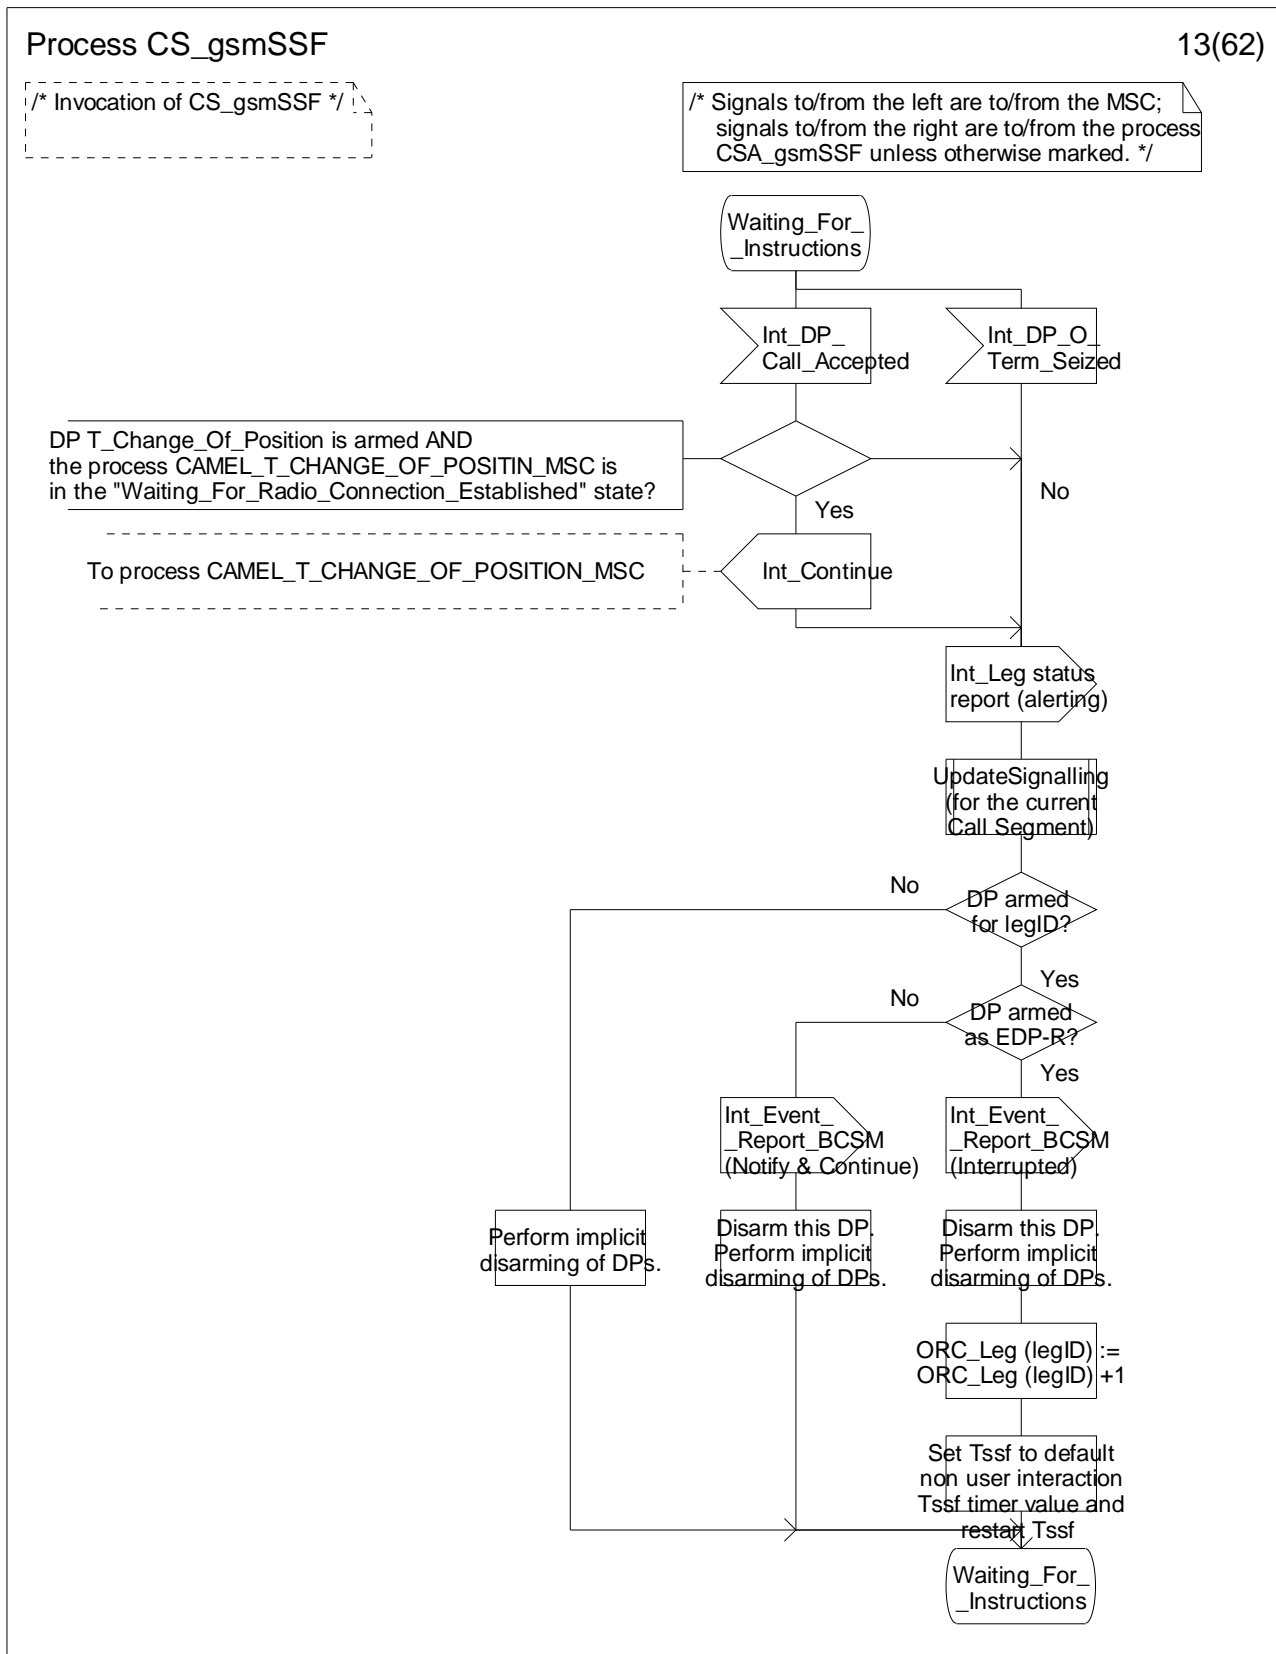 Process CS_gsmSSF
13(62)
/* Invocation of CS_gsmSSF */
/* Signals to/from the left are to/from the MSC;
signals to/from the right are to/from the process
CSA_gsmSSF unless otherwise marked. */
Waiting_For_
_Instructions
Int_DP_
Call_Accepted
Int_DP_O_
Term_Seized
DP T_Change_Of_Position is armed AND
the process CAMEL_T_CHANGE_OF_POSITIN_MSC is
in the "Waiting_For_Radio_Connection_Established" state?
No
Yes
To process CAMEL_T_CHANGE_OF_POSITION_MSC
Int_Continue
Int_Leg status
report (alerting)
UpdateSignalling
(for the current
Call Segment)
No
DP armed
for legID?
Yes
No
DP armed
as EDP-R?
Yes
Int_Event_
_Report_BCSM
(Notify & Continue)
Int_Event_
_Report_BCSM
(Interrupted)
Perform implicit
disarming of DPs.
Disarm this DP.
Perform implicit
disarming of DPs.
Disarm this DP.
Perform implicit
disarming of DPs.
ORC_Leg (legID) :=
ORC_Leg (legID) +1
Set Tssf to default
non user interaction
Tssf timer value and
restart Tssf
Waiting_For_
_Instructions